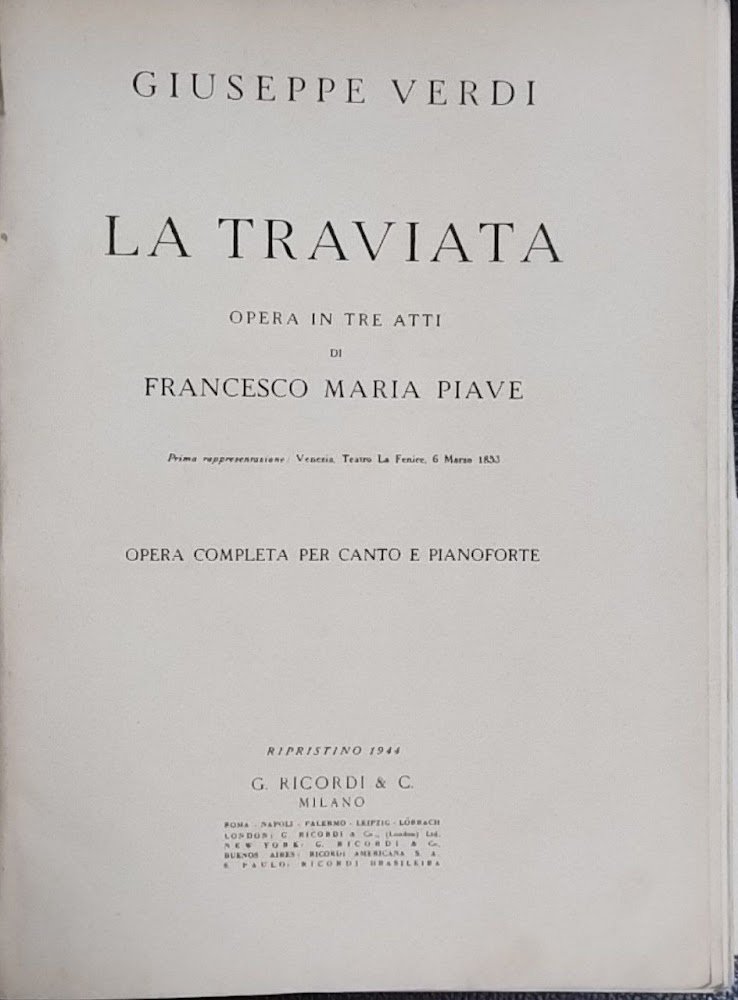 GIUSEPPE VERDI
LA TRAVIATA
OPERA IN TRE ATTI
DI
FRANCESCO MARIA PIAVE
Prima rappresentazione: Venezia, Teatro La Fenice, 6 Marzo 1853
OPERA COMPLETA PER CANTO E PIANOFORTE
RIPRISTINO 1944
G. RICORDI & C.
MILANO
ROMA - NAPOLI - PALERMO - LEIPZIG - LÖRRACH
LONDON: G. RICORDI & Co., (London) Ltd.
NEW YORK: G. RICORDI & Co.
BUENOS AIRES: RICORDI AMERICANA S. A.
S. PAULO: RICORDI BRASILEIRA